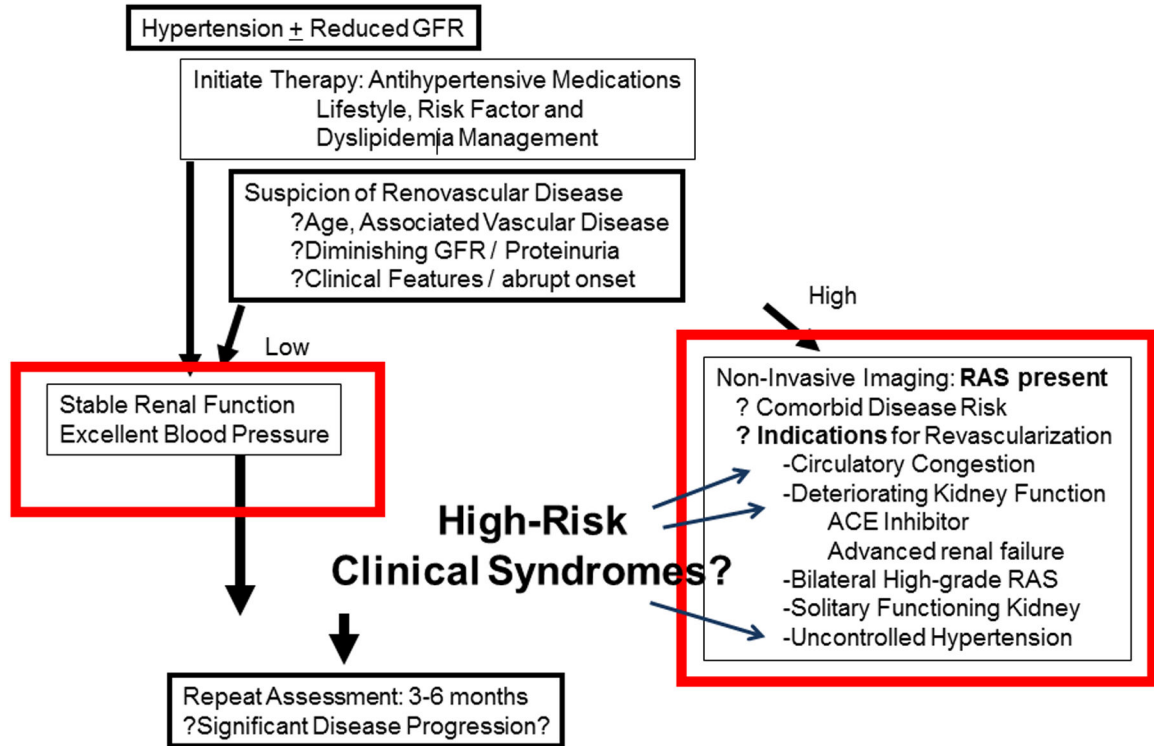 Hypertension ± Reduced GFR
Initiate Therapy: Antihypertensive Medications
Lifestyle, Risk Factor and
Dyslipidemia Management
Suspicion of Renovascular Disease
?Age, Associated Vascular Disease
?Diminishing GFR / Proteinuria
?Clinical Features / abrupt onset
High
Low
Stable Renal Function
Excellent Blood Pressure
Non-Invasive Imaging: RAS present
? Comorbid Disease Risk
? Indications for Revascularization
-Circulatory Congestion
-Deteriorating Kidney Function
ACE Inhibitor
Advanced renal failure
-Bilateral High-grade RAS
-Solitary Functioning Kidney
-Uncontrolled Hypertension
High-Risk
Clinical Syndromes?
Repeat Assessment: 3-6 months
?Significant Disease Progression?